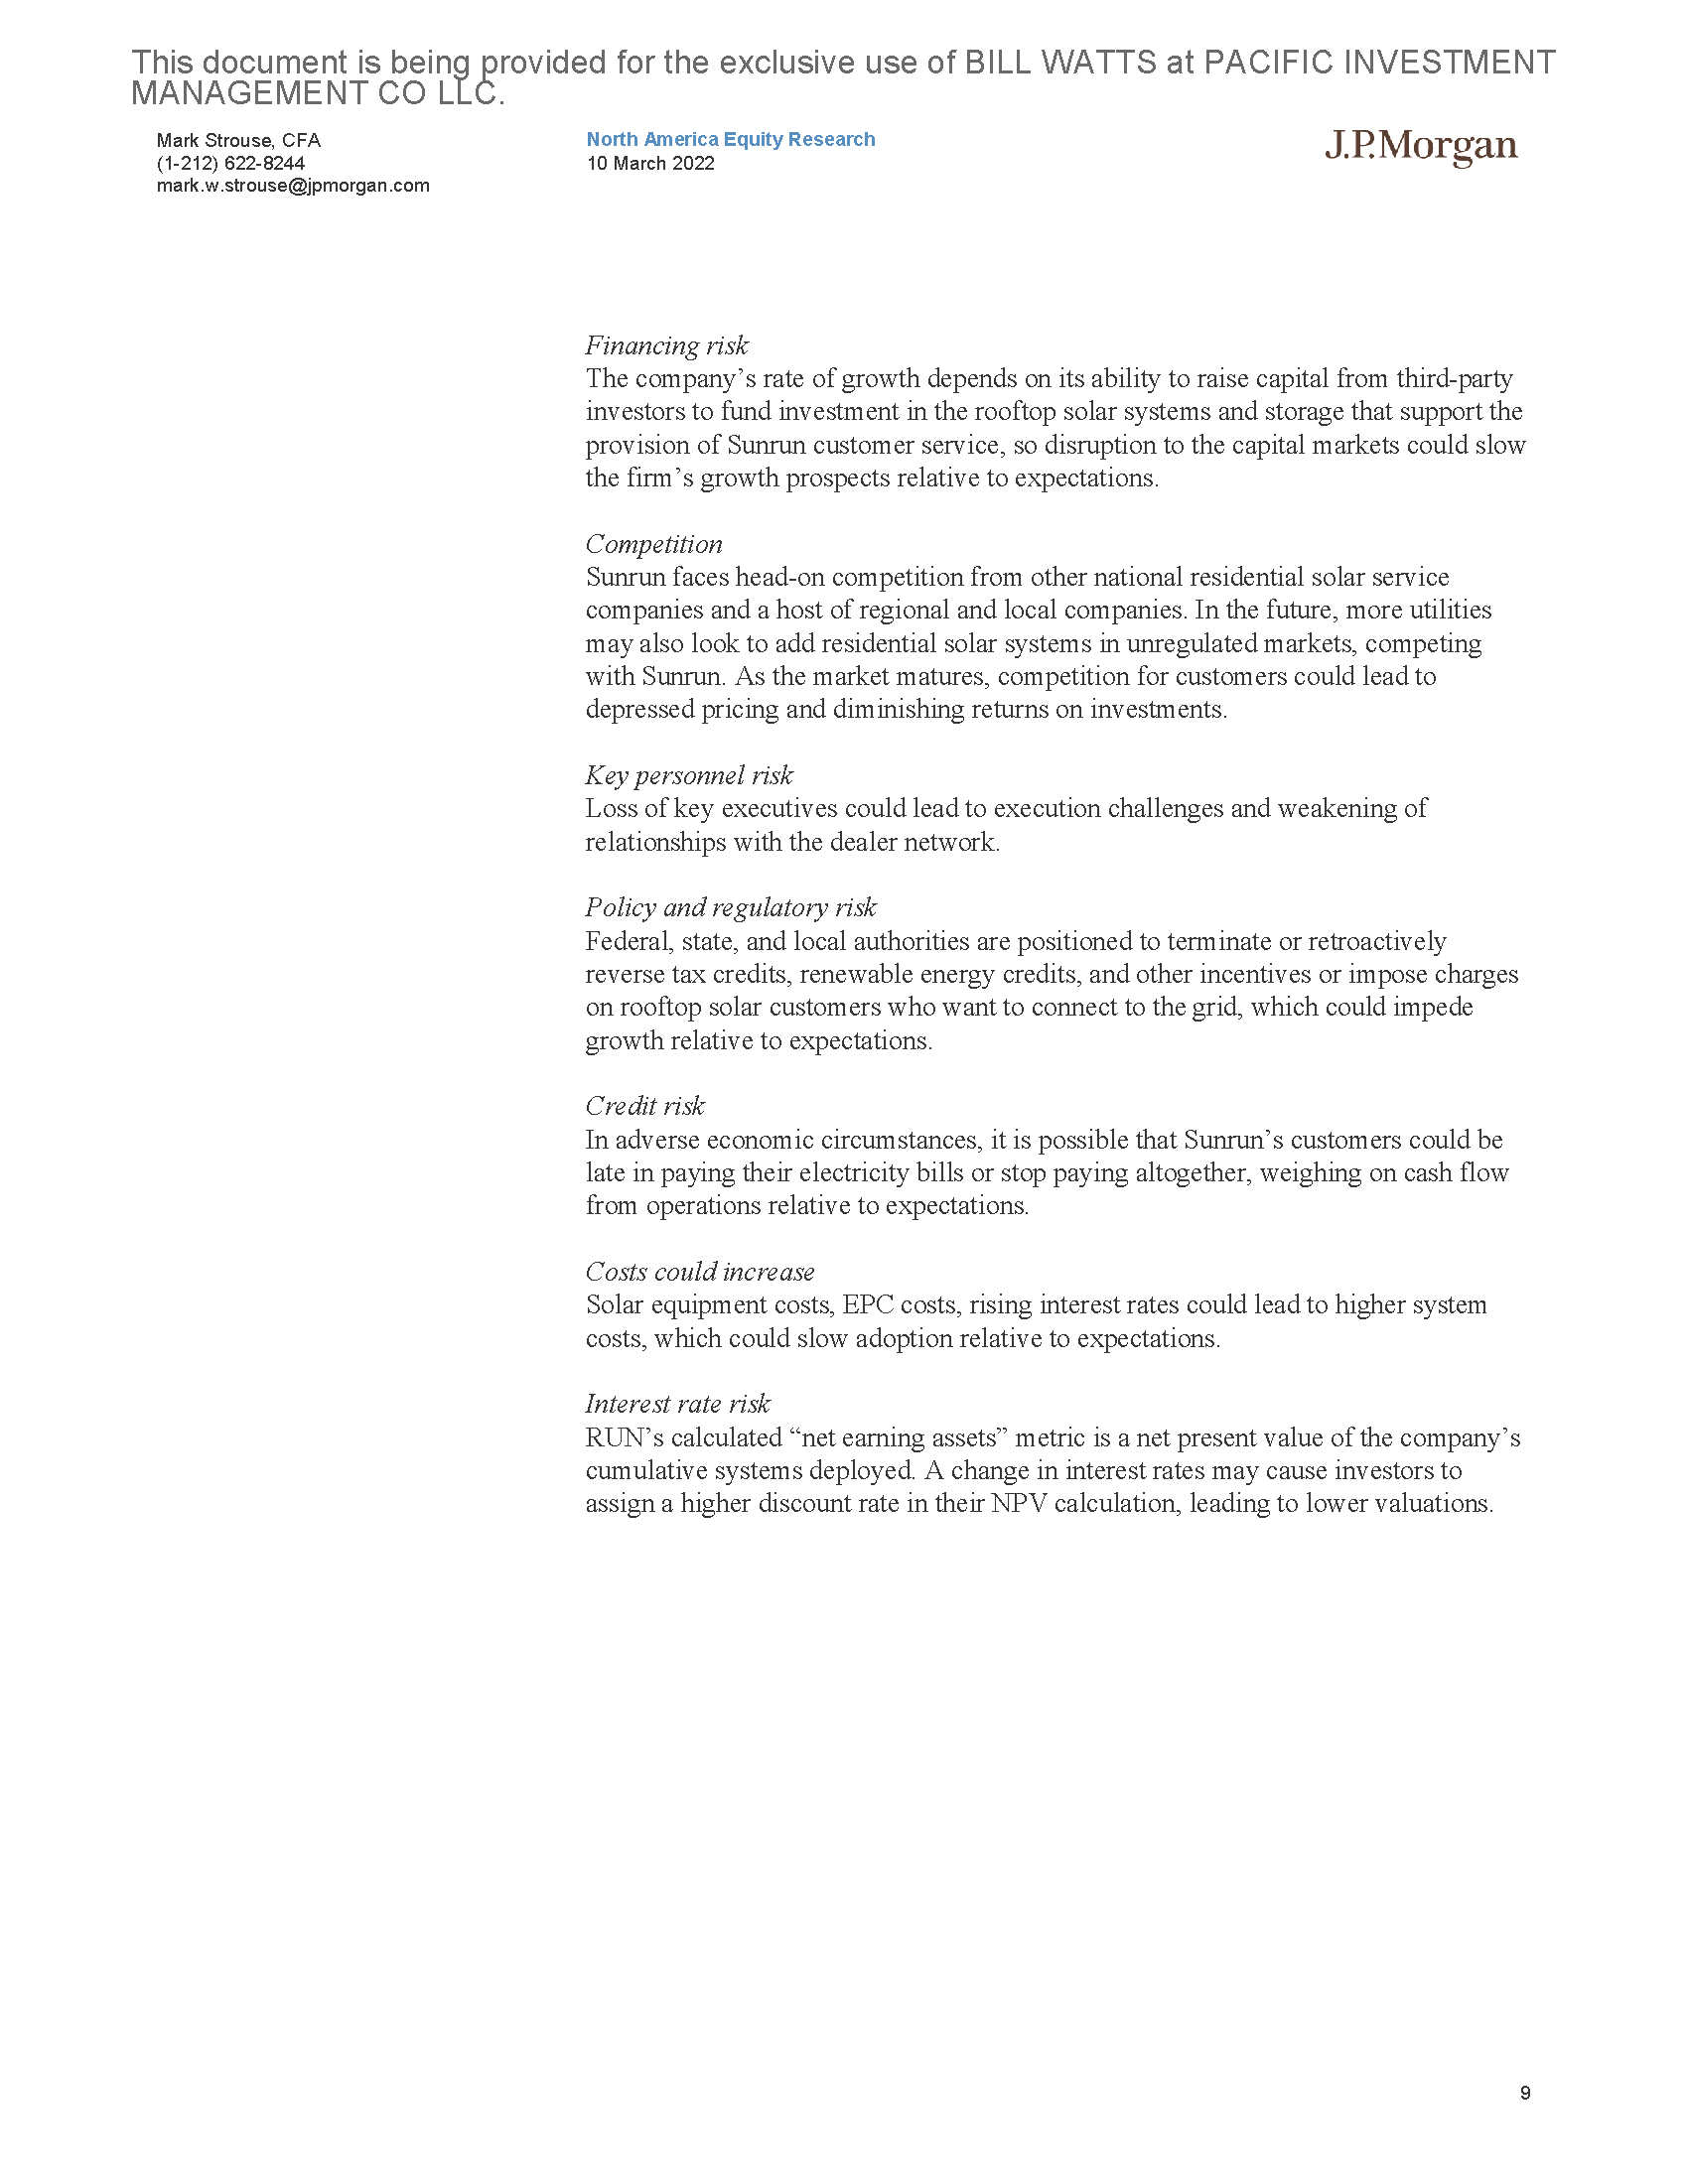 This document is being provided for the exclusive use of BILL WATTS at PACIFIC INVESTMENT
MANAGEMENT CO LLC.
Mark Strouse, CFA
(1-212) 622-8244
mark.w.strouse@jpmorgan.com
North America Equity Research
10 March 2022
J.P.Morgan
Financing risk
The company’s rate of growth depends on its ability to raise capital from third-party
investors to fund investment in the rooftop solar systems and storage that support the
provision of Sunrun customer service, so disruption to the capital markets could slow
the firm’s growth prospects relative to expectations.
Competition
Sunrun faces head-on competition from other national residential solar service
companies and a host of regional and local companies. In the future, more utilities
may also look to add residential solar systems in unregulated markets, competing
with Sunrun. As the market matures, competition for customers could lead to
depressed pricing and diminishing returns on investments.
Key personnel risk
Loss of key executives could lead to execution challenges and weakening of
relationships with the dealer network.
Policy and regulatory risk
Federal, state, and local authorities are positioned to terminate or retroactively
reverse tax credits, renewable energy credits, and other incentives or impose charges
on rooftop solar customers who want to connect to the grid, which could impede
growth relative to expectations.
Credit risk
In adverse economic circumstances, it is possible that Sunrun’s customers could be
late in paying their electricity bills or stop paying altogether, weighing on cash flow
from operations relative to expectations.
Costs could increase
Solar equipment costs, EPC costs, rising interest rates could lead to higher system
costs, which could slow adoption relative to expectations.
Interest rate risk
RUN’s calculated “net earning assets” metric is a net present value of the company’s
cumulative systems deployed. A change in interest rates may cause investors to
assign a higher discount rate in their NPV calculation, leading to lower valuations.
9